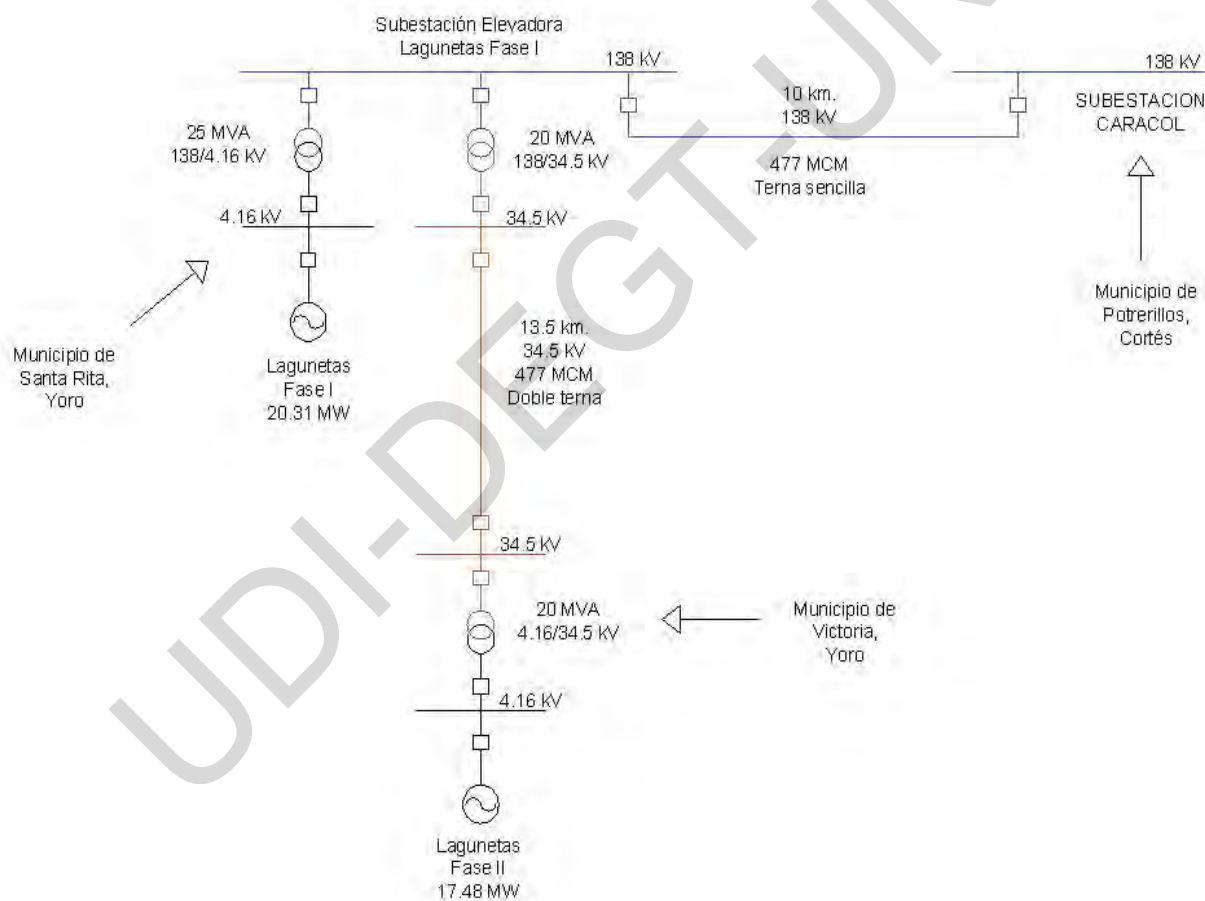 Subestación Elevadora
Lagunetas Fase I
138 kV
138 kV
10 km.
138 kV
SUBESTACION
CARACOL
25 MVA
138/4.16 kV
20 MVA
138/34.5 kV
477 MCM
Terna sencilla
4.16 kV
34.5 kV
Municipio de
Potrerillos,
Cortés
13.5 km.
34.5 kV
477 MCM
Doble terna
Municipio de
Santa Rita,
Yoro
Lagunetas
Fase I
20.31 MW
34.5 kV
20 MVA
4.16/34.5 kV
Municipio de
Victoria,
Yoro
4.16 kV
Lagunetas
Fase II
17.48 MW
UDI-DEGT-UN